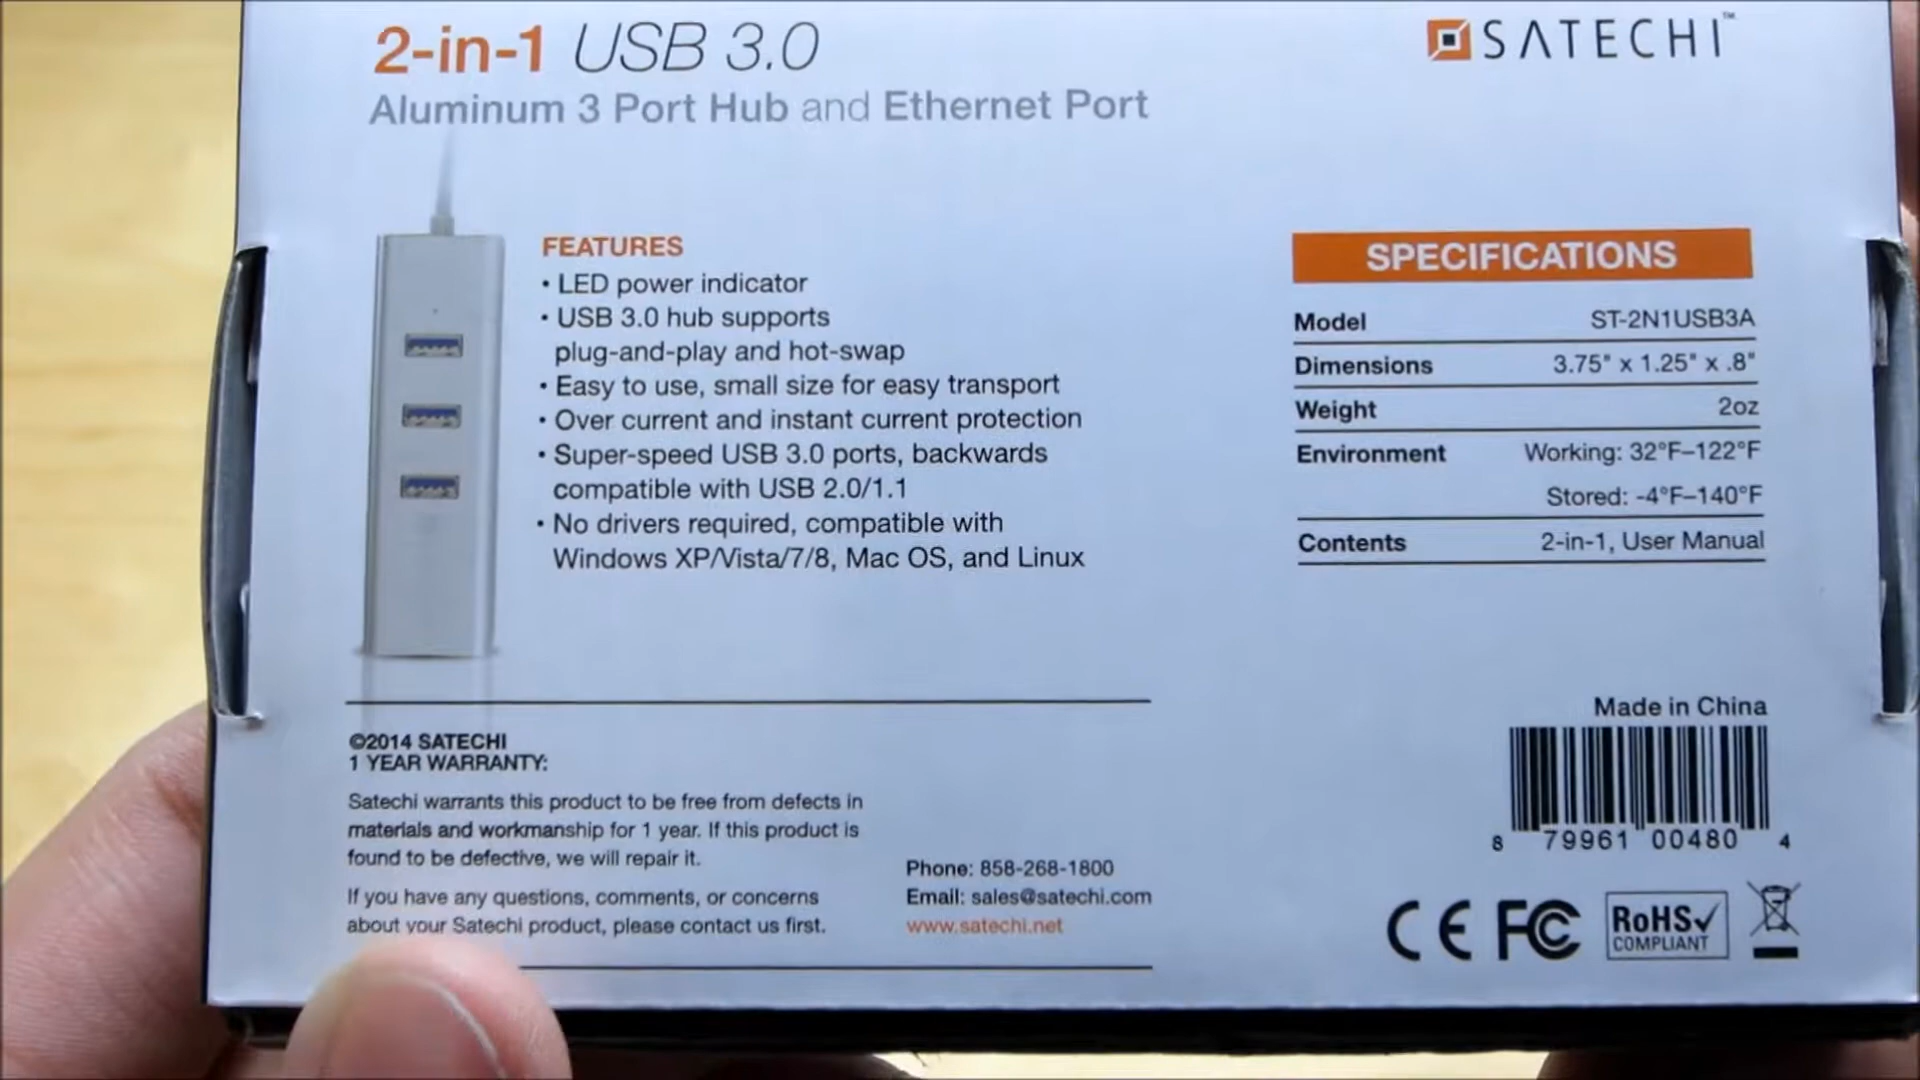 2-in-1 USB 3.0
Aluminum 3 Port Hub and Ethernet Port
SATECHI™
FEATURES
• LED power indicator
• USB 3.0 hub supports
plug-and-play and hot-swap
• Easy to use, small size for easy transport
• Over current and instant current protection
• Super-speed USB 3.0 ports, backwards
compatible with USB 2.0/1.1
• No drivers required, compatible with
Windows XP/Vista/7/8, Mac OS, and Linux
SPECIFICATIONS
Model ST-2N1USB3A
Dimensions 3.75" x 1.25" x .8"
Weight 2oz
Environment Working: 32°F–122°F
Stored: -4°F–140°F
Contents 2-in-1, User Manual
©2014 SATECHI
1 YEAR WARRANTY:
Satechi warrants this product to be free from defects in
materials and workmanship for 1 year. If this product is
found to be defective, we will repair it.
If you have any questions, comments, or concerns
about your Satechi product, please contact us first.
Phone: 858-268-1800
Email: sales@satechi.com
www.satechi.net
Made in China
8 79961 00480 4
CE FC RoHS✓
COMPLIANT